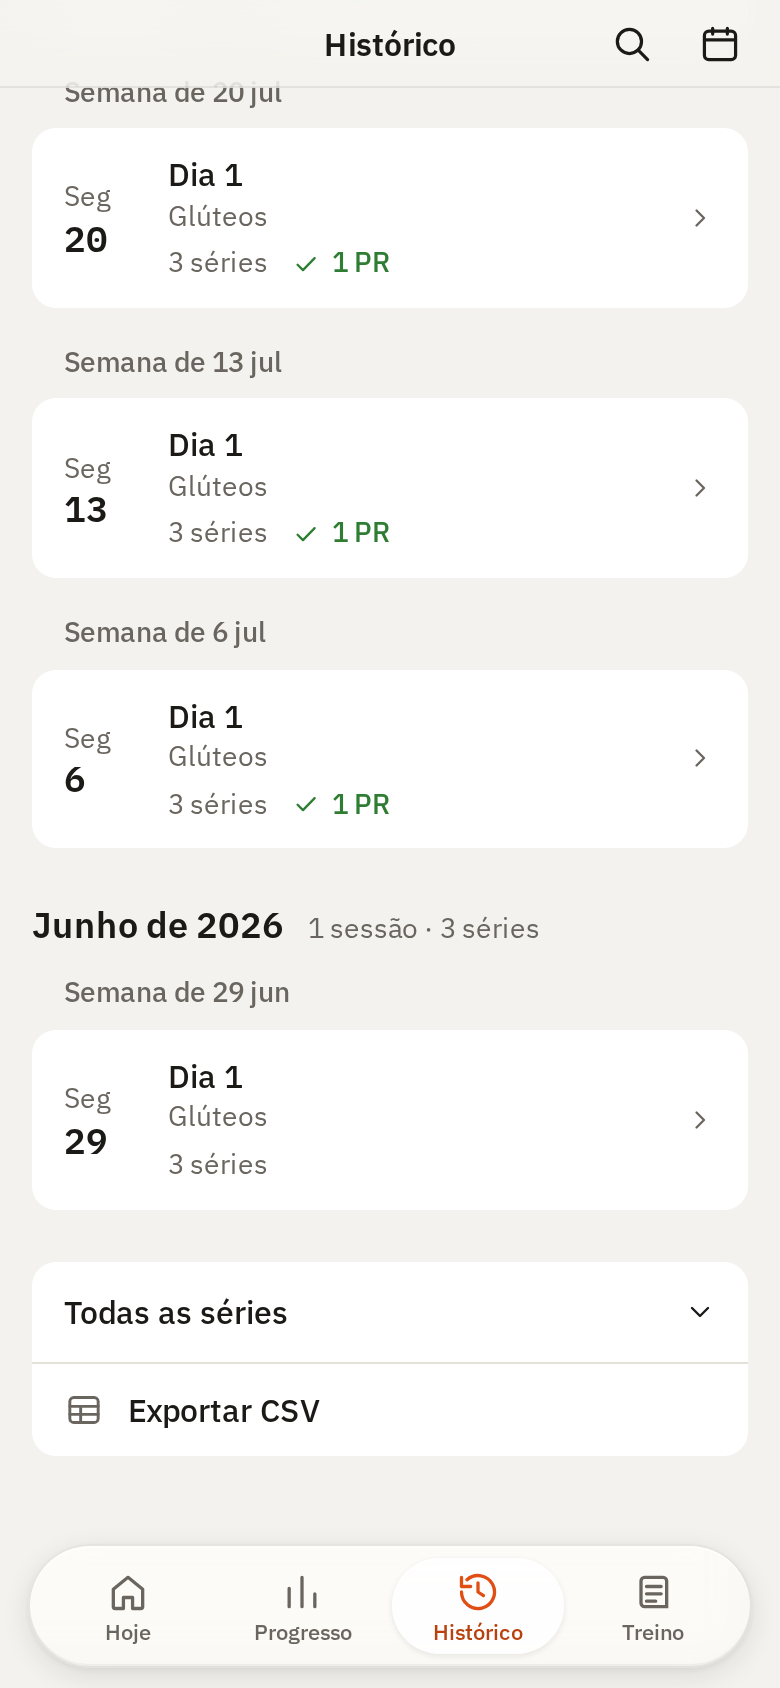 Histórico
Semana de 20 jul
Seg
20
Dia 1
Glúteos
3 séries 1 PR
Semana de 13 jul
Seg
13
Dia 1
Glúteos
3 séries 1 PR
Semana de 6 jul
Seg
6
Dia 1
Glúteos
3 séries 1 PR
Junho de 2026 1 sessão · 3 séries
Semana de 29 jun
Seg
29
Dia 1
Glúteos
3 séries
Todas as séries
Exportar CSV
Hoje Progresso Histórico Treino